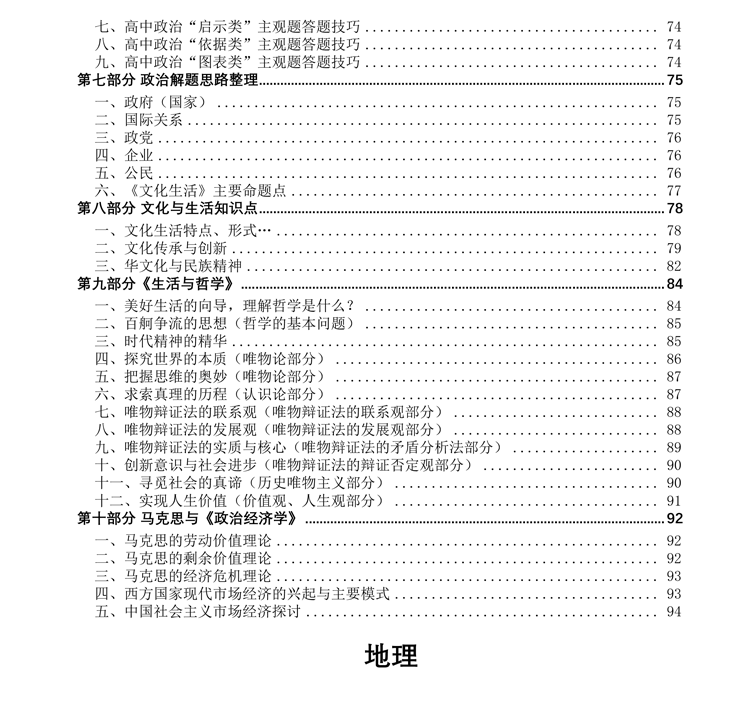 七、高中政治“启示类”主观题答题技巧 ........ 74
八、高中政治“依据类”主观题答题技巧 ........ 74
九、高中政治“图表类”主观题答题技巧 ........ 74
第七部分 政治解题思路整理........ 75
一、政府（国家） ........ 75
二、国际关系 ........ 75
三、政党 ........ 76
四、企业 ........ 76
五、公民 ........ 76
六、《文化生活》主要命题点 ........ 77
第八部分 文化与生活知识点........ 78
一、文化生活特点、形式… ........ 78
二、文化传承与创新 ........ 79
三、华文化与民族精神 ........ 82
第九部分《生活与哲学》 ........ 84
一、美好生活的向导，理解哲学是什么？ ........ 84
二、百舸争流的思想（哲学的基本问题） ........ 85
三、时代精神的精华 ........ 85
四、探究世界的本质（唯物论部分） ........ 86
五、把握思维的奥妙（唯物论部分） ........ 87
六、求索真理的历程（认识论部分） ........ 87
七、唯物辩证法的联系观（唯物辩证法的联系观部分） ........ 88
八、唯物辩证法的发展观（唯物辩证法的发展观部分） ........ 88
九、唯物辩证法的实质与核心（唯物辩证法的矛盾分析法部分） ........ 89
十、创新意识与社会进步（唯物辩证法的辩证否定观部分） ........ 90
十一、寻觅社会的真谛（历史唯物主义部分） ........ 90
十二、实现人生价值（价值观、人生观部分） ........ 91
第十部分 马克思与《政治经济学》 ........ 92
一、马克思的劳动价值理论 ........ 92
二、马克思的剩余价值理论 ........ 92
三、马克思的经济危机理论 ........ 93
四、西方国家现代市场经济的兴起与主要模式 ........ 93
五、中国社会主义市场经济探讨 ........ 94
地理